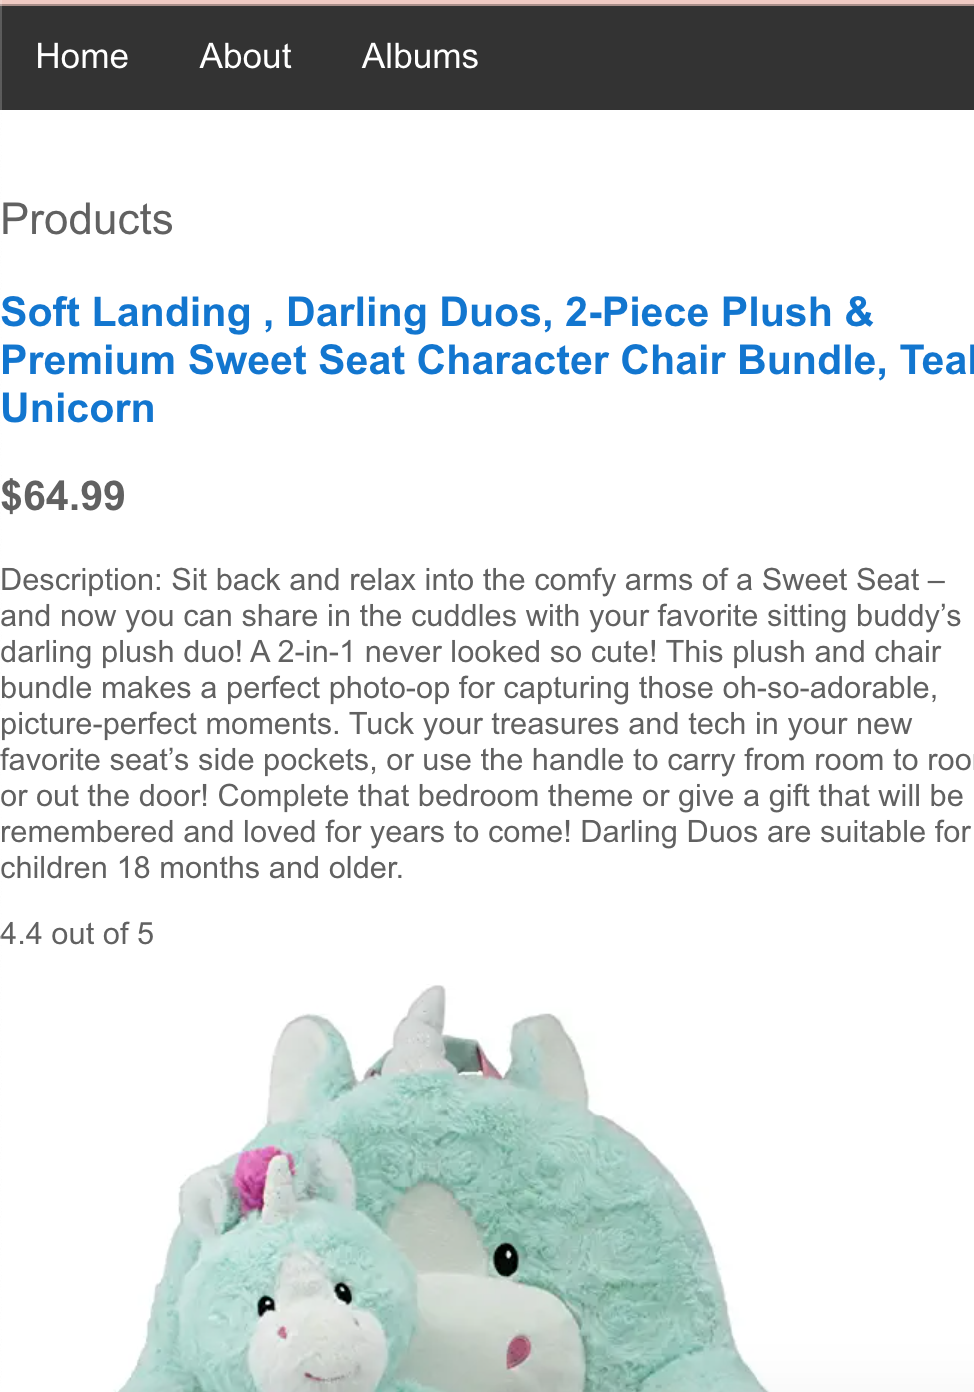 Home About Albums
Products
Soft Landing , Darling Duos, 2-Piece Plush &
Premium Sweet Seat Character Chair Bundle, Teal
Unicorn
$64.99
Description: Sit back and relax into the comfy arms of a Sweet Seat –
and now you can share in the cuddles with your favorite sitting buddy’s
darling plush duo! A 2-in-1 never looked so cute! This plush and chair
bundle makes a perfect photo-op for capturing those oh-so-adorable,
picture-perfect moments. Tuck your treasures and tech in your new
favorite seat’s side pockets, or use the handle to carry from room to room
or out the door! Complete that bedroom theme or give a gift that will be
remembered and loved for years to come! Darling Duos are suitable for
children 18 months and older.
4.4 out of 5